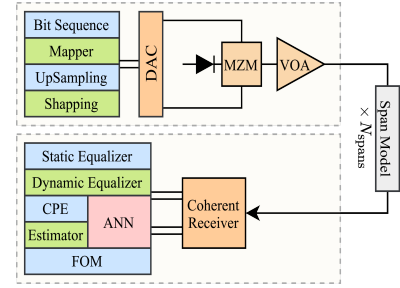 Bit Sequence
Mapper
UpSampling
Shapping
DAC
MZM
VOA
Span Model
× Nspans
Static Equalizer
Dynamic Equalizer
CPE
ANN
Estimator
FOM
Coherent
Receiver